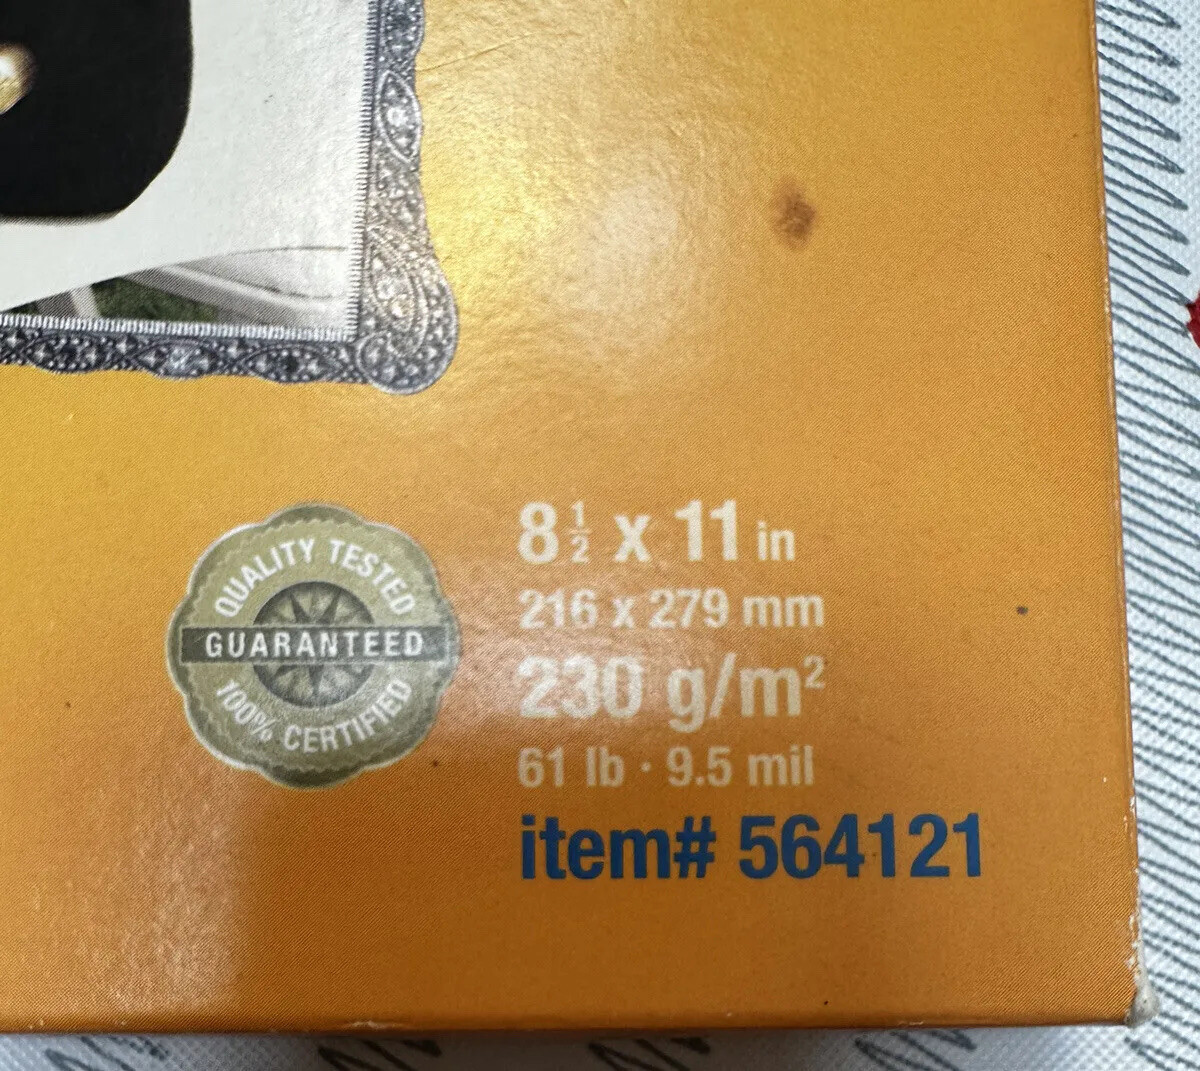 QUALITY TESTED
GUARANTEED
100% CERTIFIED
8½ x 11 in
216 x 279 mm
230 g/m²
61 lb · 9.5 mil
item# 564121